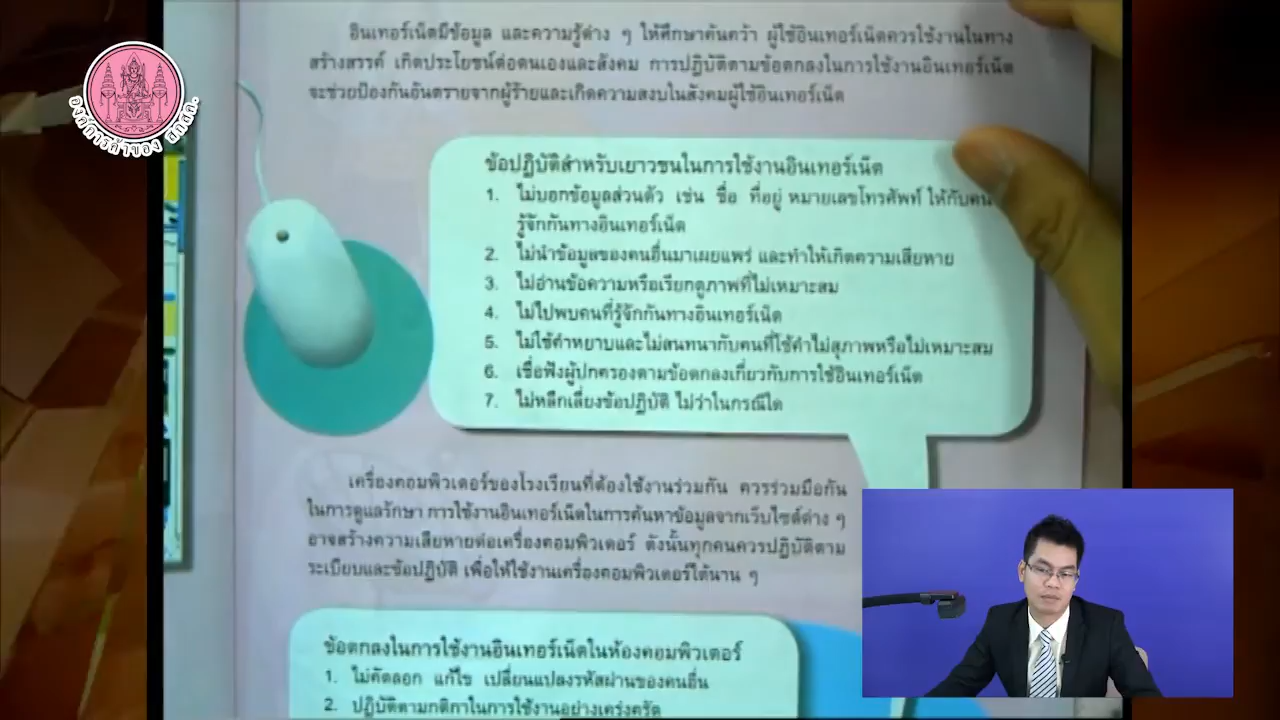 องค์การค้าของ สกสค.
อินเทอร์เน็ตมีข้อมูล และความรู้ต่าง ๆ ให้ศึกษาค้นคว้า ผู้ใช้อินเทอร์เน็ตควรใช้งานในทาง
สร้างสรรค์ เกิดประโยชน์ต่อตนเองและสังคม การปฏิบัติตามข้อตกลงในการใช้งานอินเทอร์เน็ต
จะช่วยป้องกันอันตรายจากผู้ร้ายและเกิดความสงบในสังคมผู้ใช้อินเทอร์เน็ต
ข้อปฏิบัติสำหรับเยาวชนในการใช้งานอินเทอร์เน็ต
1. ไม่บอกข้อมูลส่วนตัว เช่น ชื่อ ที่อยู่ หมายเลขโทรศัพท์ ให้กับคน
รู้จักกันทางอินเทอร์เน็ต
2. ไม่นำข้อมูลของคนอื่นมาเผยแพร่ และทำให้เกิดความเสียหาย
3. ไม่อ่านข้อความหรือเรียกดูภาพที่ไม่เหมาะสม
4. ไม่ไปพบคนที่รู้จักกันทางอินเทอร์เน็ต
5. ไม่ใช้คำหยาบและไม่สนทนากับคนที่ใช้คำไม่สุภาพหรือไม่เหมาะสม
6. เชื่อฟังผู้ปกครองตามข้อตกลงเกี่ยวกับการใช้อินเทอร์เน็ต
7. ไม่หลีกเลี่ยงข้อปฏิบัติ ไม่ว่าในกรณีใด
เครื่องคอมพิวเตอร์ของโรงเรียนที่ต้องใช้งานร่วมกัน ควรร่วมมือกัน
ในการดูแลรักษา การใช้งานอินเทอร์เน็ตในการค้นหาข้อมูลจากเว็บไซต์ต่าง ๆ
อาจสร้างความเสียหายต่อเครื่องคอมพิวเตอร์ ดังนั้นทุกคนควรปฏิบัติตาม
ระเบียบและข้อปฏิบัติ เพื่อให้ใช้งานเครื่องคอมพิวเตอร์ได้นาน ๆ
ข้อตกลงในการใช้งานอินเทอร์เน็ตในห้องคอมพิวเตอร์
1. ไม่คัดลอก แก้ไข เปลี่ยนแปลงรหัสผ่านของคนอื่น
2. ปฏิบัติตามกติกาในการใช้งานอย่างเคร่งครัด